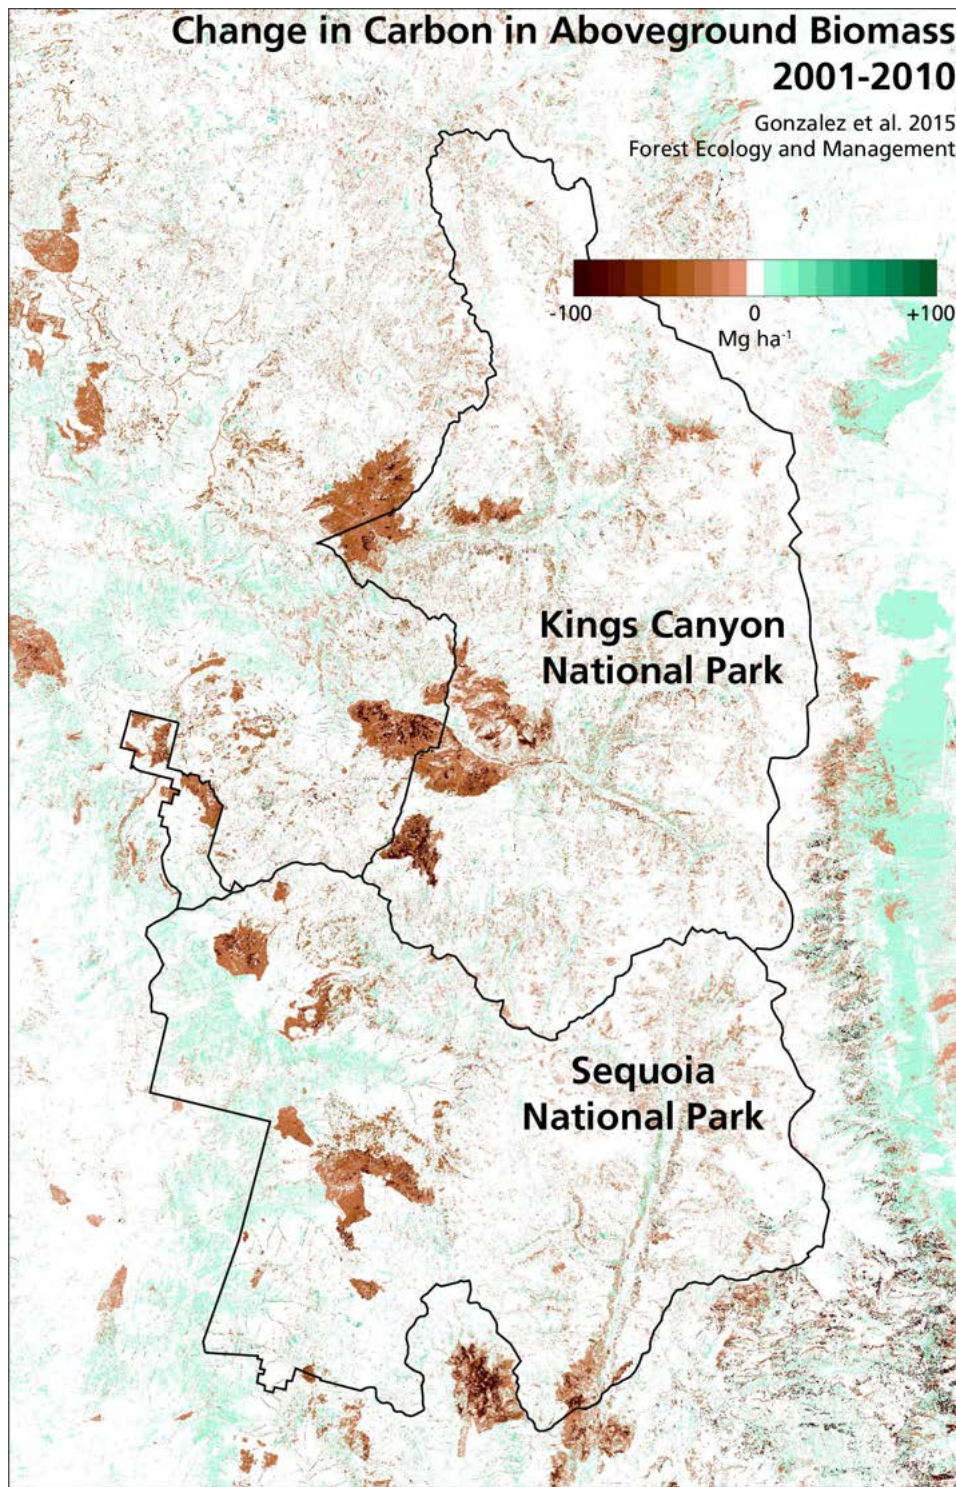 Change in Carbon in Aboveground Biomass
2001-2010
Gonzalez et al. 2015
Forest Ecology and Management
-100 0 +100
Mg ha⁻¹
Kings Canyon
National Park
Sequoia
National Park